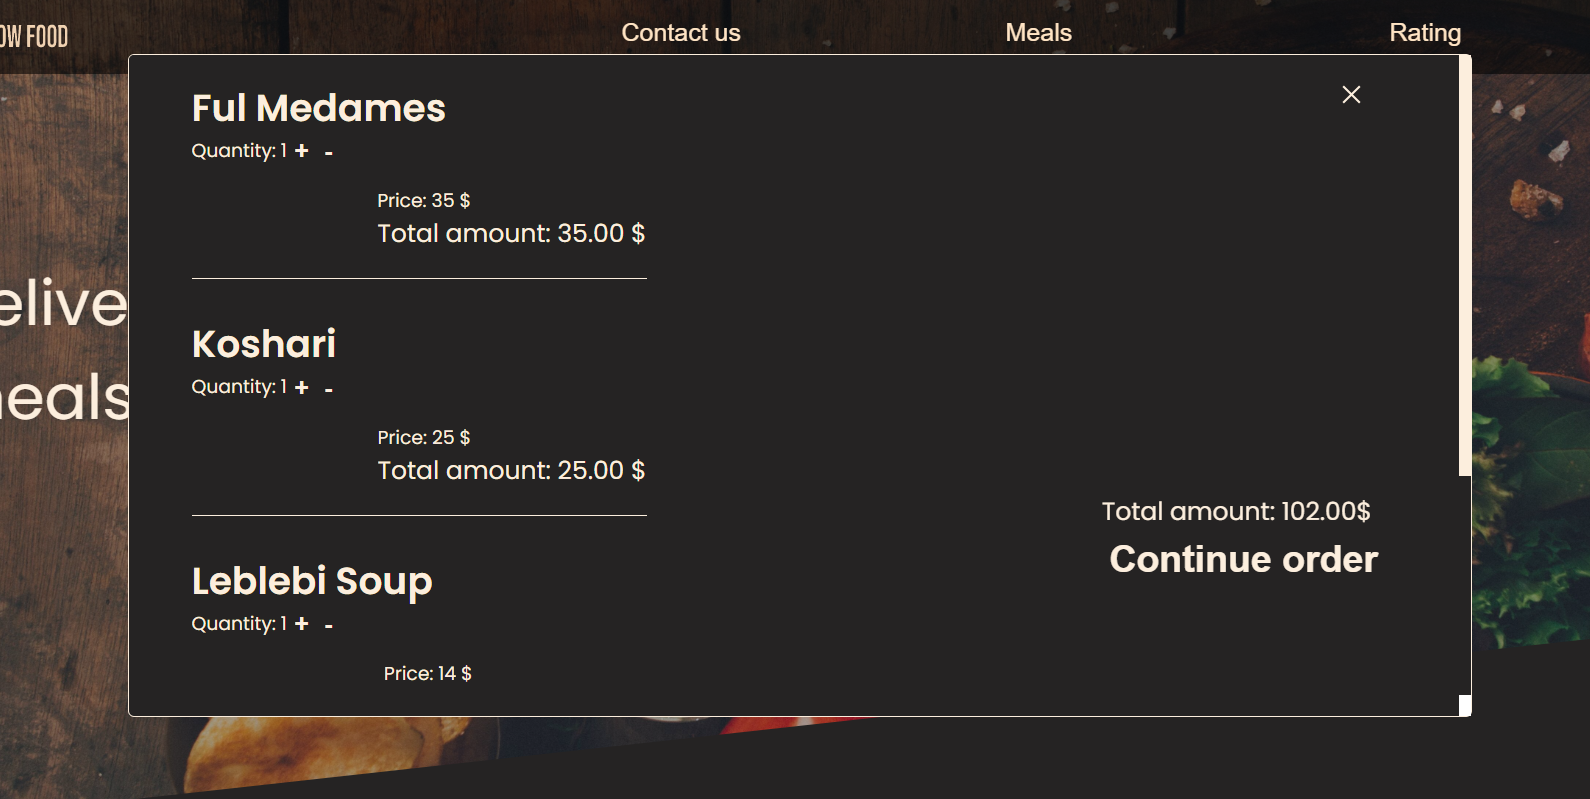 OW FOOD
Contact us
Meals
Rating
elive
eals
Ful Medames
Quantity: 1 + -
Price: 35 $
Total amount: 35.00 $
Koshari
Quantity: 1 + -
Price: 25 $
Total amount: 25.00 $
Leblebi Soup
Quantity: 1 + -
Price: 14 $
Total amount: 102.00$
Continue order